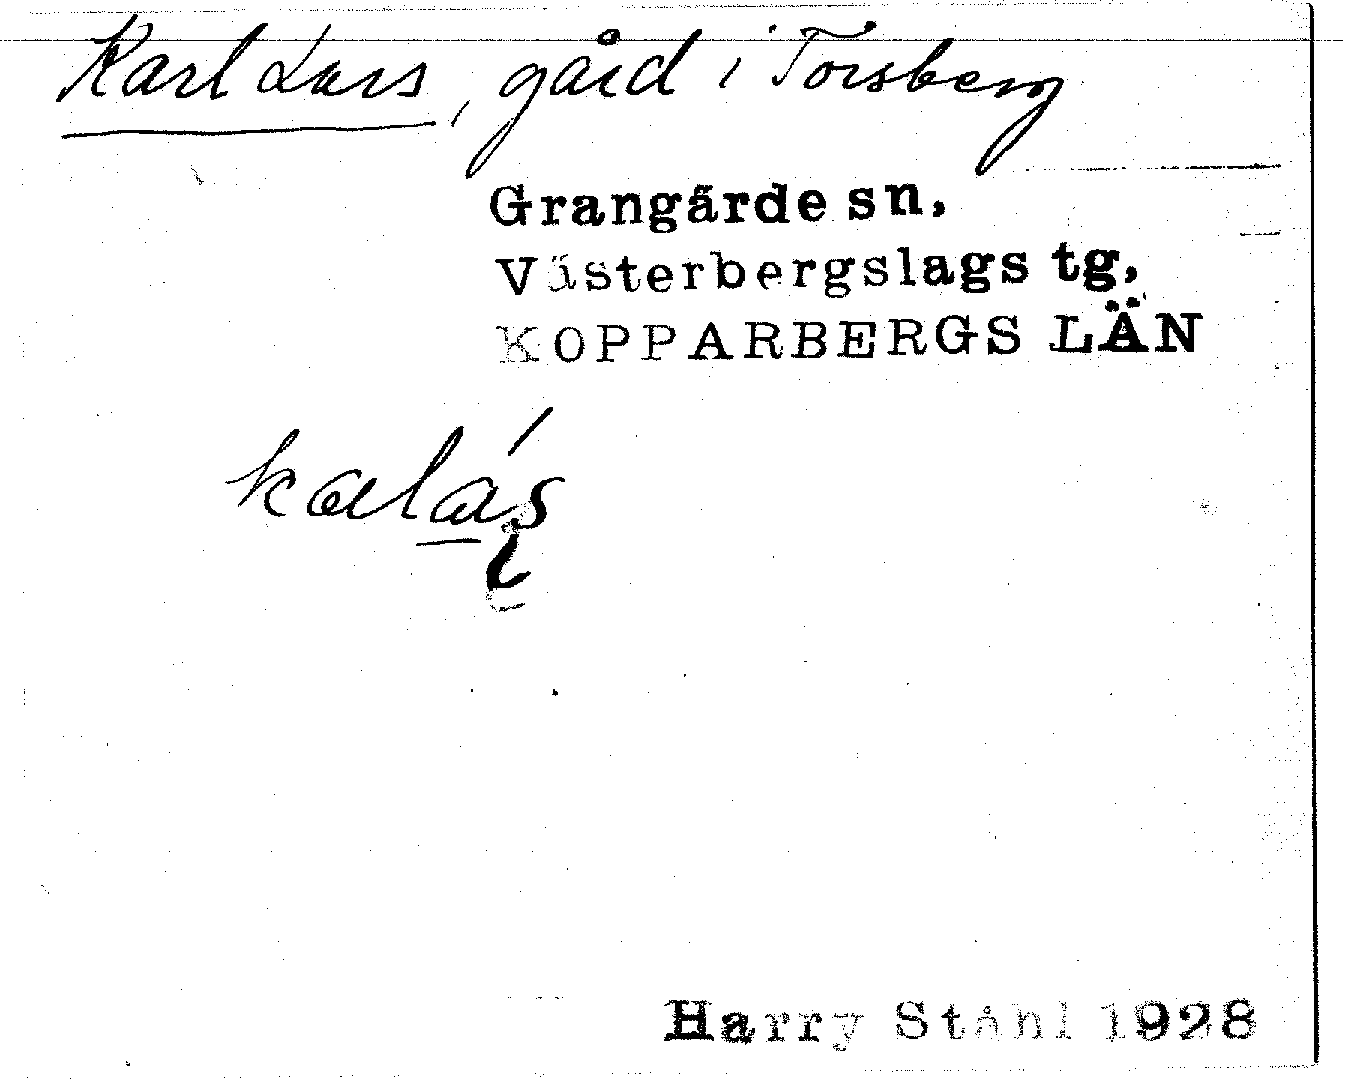 Karl Lars, gård i Torsberg
Grangärde sn.
Västerbergslags tg.
KOPPARBERGS LÄN
kalás
Harry Ståhl 1928